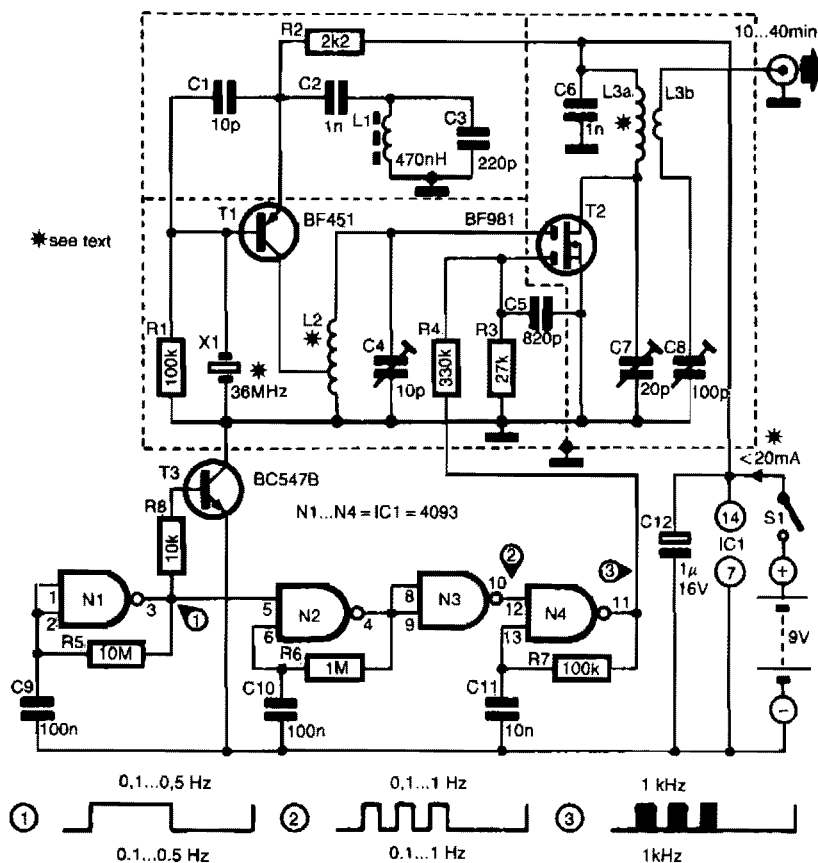 R2
2k2
10...40min
C1
10p
C2
1n
L1
470nH
C3
220p
C6
1n
L3a
L3b
T1
BF451
BF981
T2
see text
R1
100k
X1
36MHz
L2
C4
10p
R4
330k
R3
27k
C5
820p
C7
20p
C8
100p
<20mA
T3
BC547B
R8
10k
N1...N4 = IC1 = 4093
C12
1µ
16V
14
IC1
7
S1
+
9V
−
N1
1
2
3
1
R5
10M
C9
100n
N2
5
6
4
R6
1M
C10
100n
N3
8
9
10
2
N4
12
13
11
3
R7
100k
C11
10n
0,1...0,5 Hz
0,1...1 Hz
1 kHz
1
2
3
0.1...0.5 Hz
0.1...1 Hz
1kHz